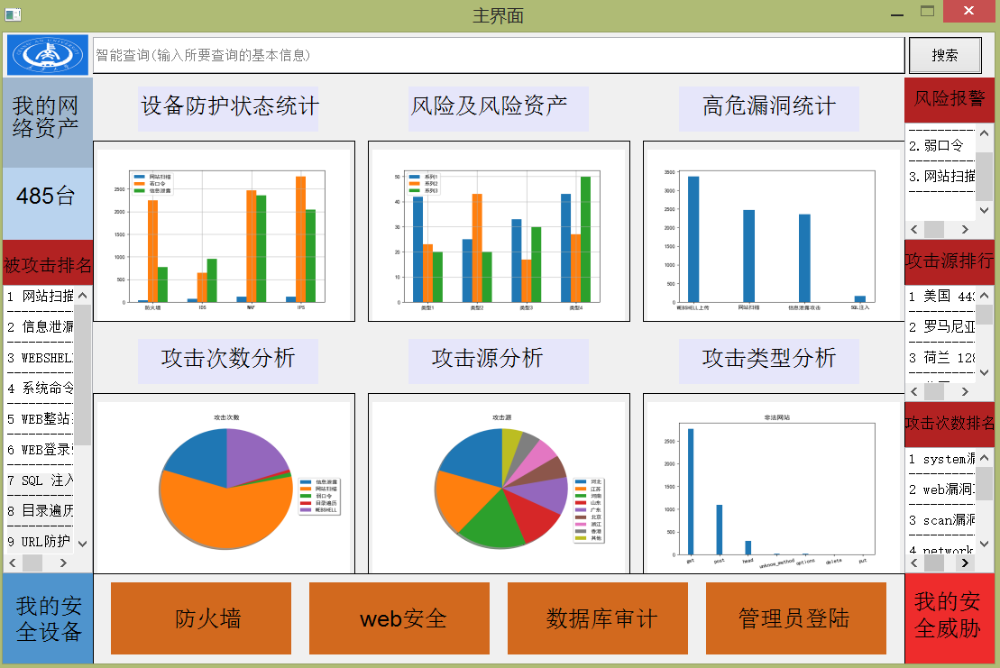 主界面
智能查询(输入所要查询的基本信息)
搜索
我的网
络资产
485台
被攻击排名
1 网站扫描
2 信息泄漏
3 WEBSHEL
4 系统命令
5 WEB整站
6 WEB登录
7 SQL 注入
8 目录遍历
9 URL防护
我的安
全设备
设备防护状态统计
网站扫描
若口令
信息泄露
2500
2000
1500
1000
500
0
防火墙
IDS
WAF
IPS
风险及风险资产
系列1
系列2
系列3
50
40
30
20
10
0
类型1
类型2
类型3
类型4
高危漏洞统计
3500
3000
2500
2000
1500
1000
500
0
WEBSHELL上传
网站扫描
信息泄露攻击
SQL注入
攻击次数分析
攻击次数
信息泄露
网站扫描
弱口令
目录遍历
WEBSHELL
攻击源分析
攻击源
河北
江苏
河南
山东
广东
北京
浙江
香港
其他
攻击类型分析
非法网站
2500
2000
1500
1000
500
0
get
post
head
unknow_method
options
delete
put
风险报警
2.弱口令
3.网站扫描
攻击源排行
1 美国 443
2 罗马尼亚
3 荷兰 128
攻击次数排名
1 system漏
2 web漏洞
3 scan漏洞
4 network
我的安
全威胁
防火墙
web安全
数据库审计
管理员登陆